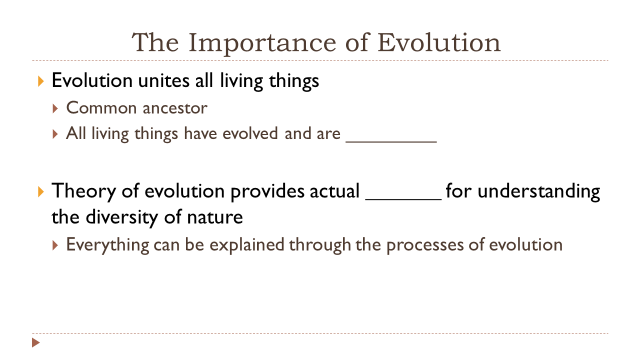 The Importance of Evolution
Evolution unites all living things
Common ancestor
All living things have evolved and are __________
Theory of evolution provides actual ________ for understanding
the diversity of nature
Everything can be explained through the processes of evolution